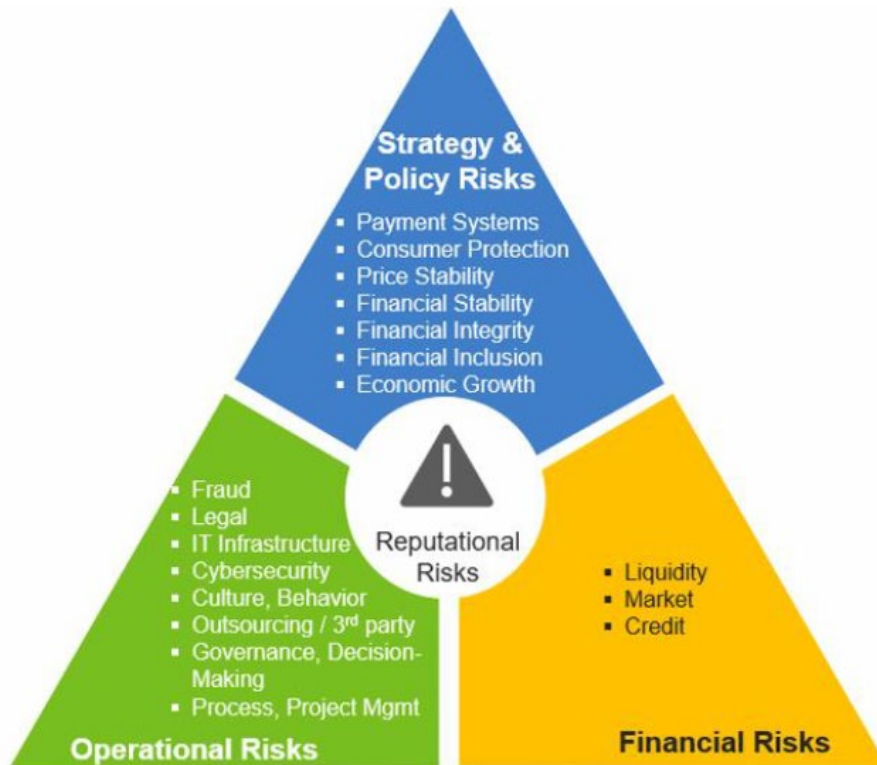 Strategy &
Policy Risks
▪ Payment Systems
▪ Consumer Protection
▪ Price Stability
▪ Financial Stability
▪ Financial Integrity
▪ Financial Inclusion
▪ Economic Growth
▪ Fraud
▪ Legal
▪ IT Infrastructure
▪ Cybersecurity
▪ Culture, Behavior
▪ Outsourcing / 3rd party
▪ Governance, Decision-
Making
▪ Process, Project Mgmt
Operational Risks
!
Reputational
Risks
▪ Liquidity
▪ Market
▪ Credit
Financial Risks